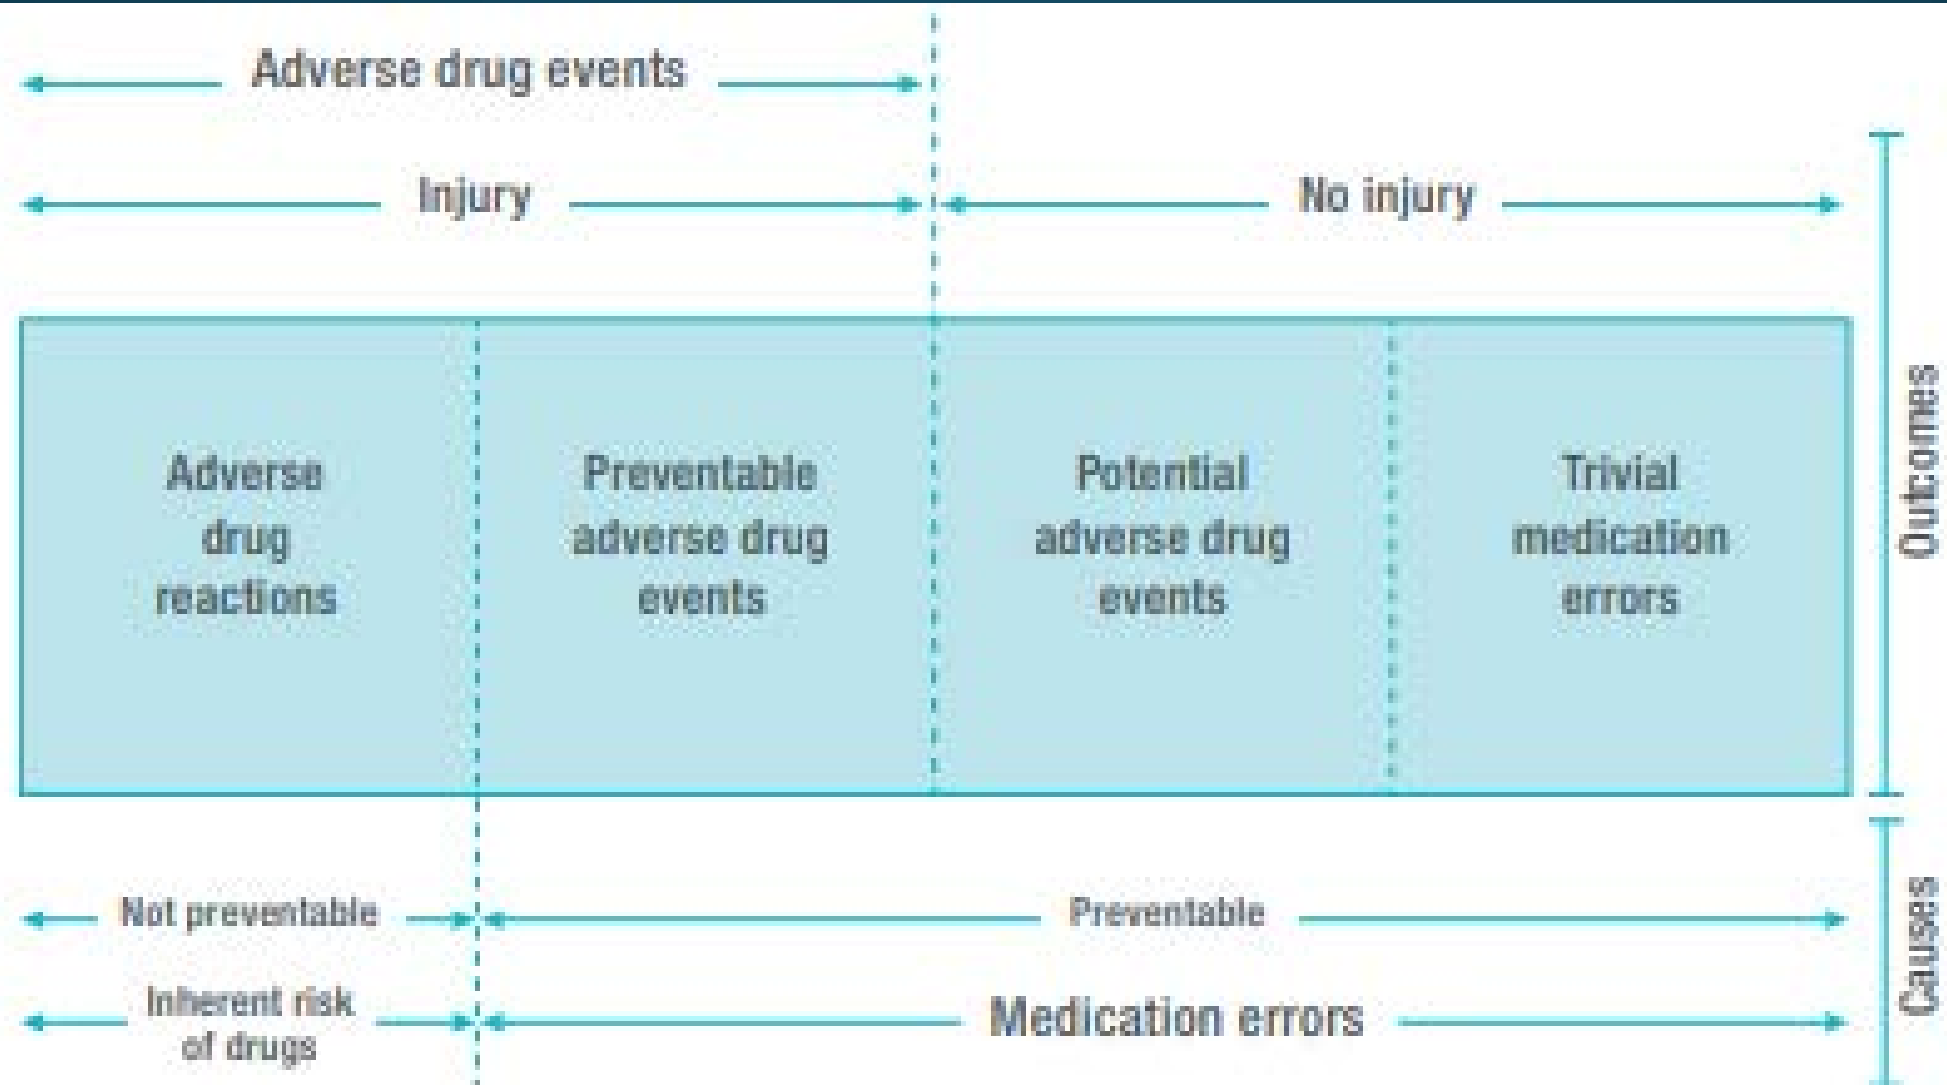 Adverse drug events
Injury
No injury
Adverse
drug
reactions
Preventable
adverse drug
events
Potential
adverse drug
events
Trivial
medication
errors
Outcomes
Not preventable
Preventable
Inherent risk
of drugs
Medication errors
Causes